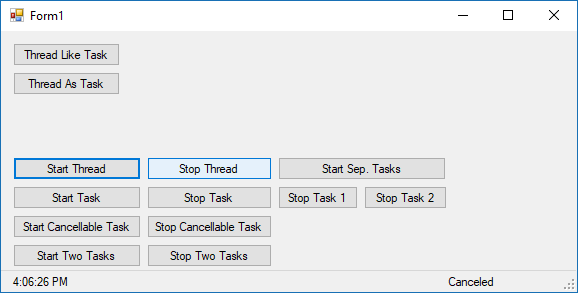 Form1
Thread Like Task
Thread As Task
Start Thread Stop Thread Start Sep. Tasks
Start Task Stop Task Stop Task 1 Stop Task 2
Start Cancellable Task Stop Cancellable Task
Start Two Tasks Stop Two Tasks
4:06:26 PM Canceled